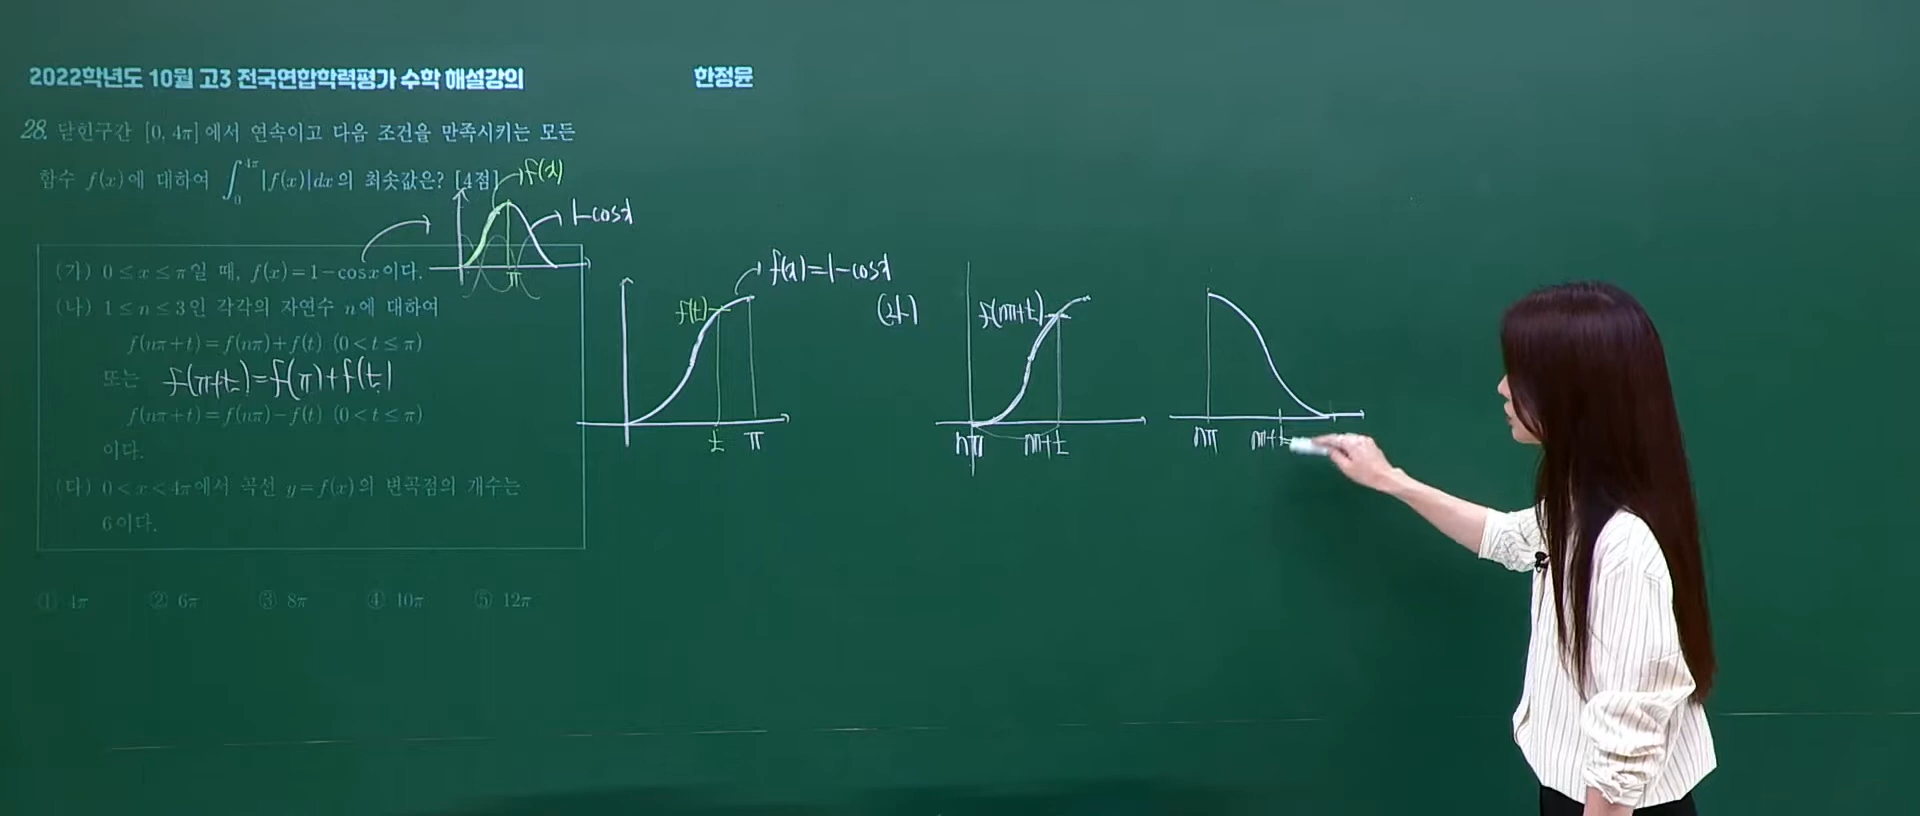 2022학년도 10월 고3 전국연합학력평가 수학 해설강의
한정윤
28. 닫힌구간 [0, 4π]에서 연속이고 다음 조건을 만족시키는 모든
함수 f(x)에 대하여 ∫₀^{4π} |f(x)|dx의 최솟값은? [4점]
f(x)
1-cosx
(가) 0≤x≤π일 때, f(x)=1-cosx이다.
(나) 1≤n≤3인 각각의 자연수 n에 대하여
f(nπ+t)=f(nπ)+f(t) (0<t≤π)
또는 f(π+t)=f(π)+f(t)
f(nπ+t)=f(nπ)-f(t) (0<t≤π)
이다.
(다) 0<x<4π에서 곡선 y=f(x)의 변곡점의 개수는
6이다.
① 4π ② 6π ③ 8π ④ 10π ⑤ 12π
π
f(x)=1-cosx
f(t)
t π
(나)
f(nπ+t)
nπ nπ+t
nπ nπ+t